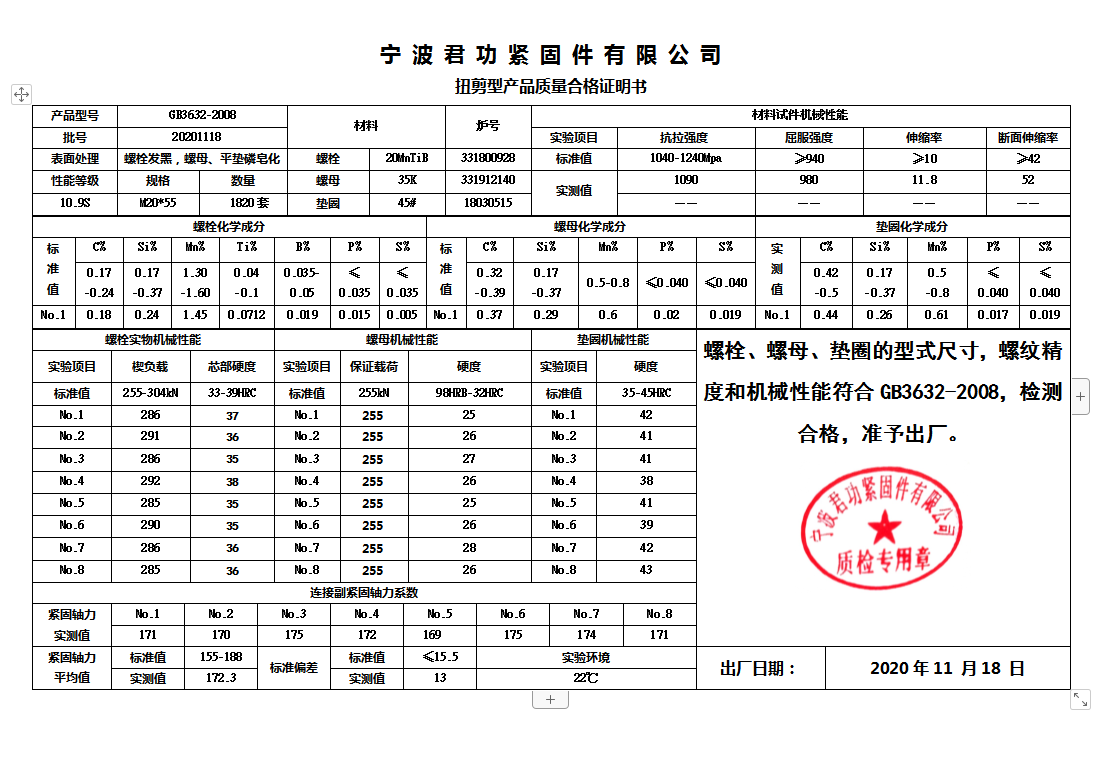 宁波君功紧固件有限公司
扭剪型产品质量合格证明书
产品型号 GB3632-2008 材料 炉号 材料试件机械性能
批号 20201118 实验项目 抗拉强度 屈服强度 伸缩率 断面伸缩率
表面处理 螺栓发黑，螺母、平垫磷皂化 螺栓 20MnTiB 331800928 标准值 1040-1240Mpa ≥940 ≥10 ≥42
性能等级 规格 数量 螺母 35K 331912140 实测值 1090 980 11.8 52
10.9S M20*55 1820套 垫圈 45# 18030515 —— —— —— ——
螺栓化学成分 螺母化学成分 垫圈化学成分
标准值 C% Si% Mn% Ti% B% P% S% 标准值 C% Si% Mn% P% S% 实测值 C% Si% Mn% P% S%
0.17-0.24 0.17-0.37 1.30-1.60 0.04-0.1 0.035-0.05 ≤0.035 ≤0.035 0.32-0.39 0.17-0.37 0.5-0.8 ≤0.040 ≤0.040 0.42-0.5 0.17-0.37 0.5-0.8 ≤0.040 ≤0.040
No.1 0.18 0.24 1.45 0.0712 0.019 0.015 0.005 No.1 0.37 0.29 0.6 0.02 0.019 No.1 0.44 0.26 0.61 0.017 0.019
螺栓实物机械性能 螺母机械性能 垫圈机械性能
实验项目 楔负载 芯部硬度 实验项目 保证载荷 硬度 实验项目 硬度
标准值 255-304kN 33-39HRC 标准值 255kN 98HRB-32HRC 标准值 35-45HRC
No.1 286 37 No.1 255 25 No.1 42
No.2 291 36 No.2 255 26 No.2 41
No.3 286 35 No.3 255 27 No.3 41
No.4 292 38 No.4 255 26 No.4 38
No.5 285 35 No.5 255 25 No.5 41
No.6 290 35 No.6 255 26 No.6 39
No.7 286 36 No.7 255 28 No.7 42
No.8 285 36 No.8 255 26 No.8 43
螺栓、螺母、垫圈的型式尺寸，螺纹精
度和机械性能符合GB3632-2008，检测
合格，准予出厂。
宁波君功紧固件有限公司
质检专用章
连接副紧固轴力系数
紧固轴力 No.1 No.2 No.3 No.4 No.5 No.6 No.7 No.8
实测值 171 170 175 172 169 175 174 171
紧固轴力 标准值 155-188 标准偏差 标准值 ≤15.5 实验环境
平均值 实测值 172.3 实测值 13 22℃
出厂日期： 2020年11月18日